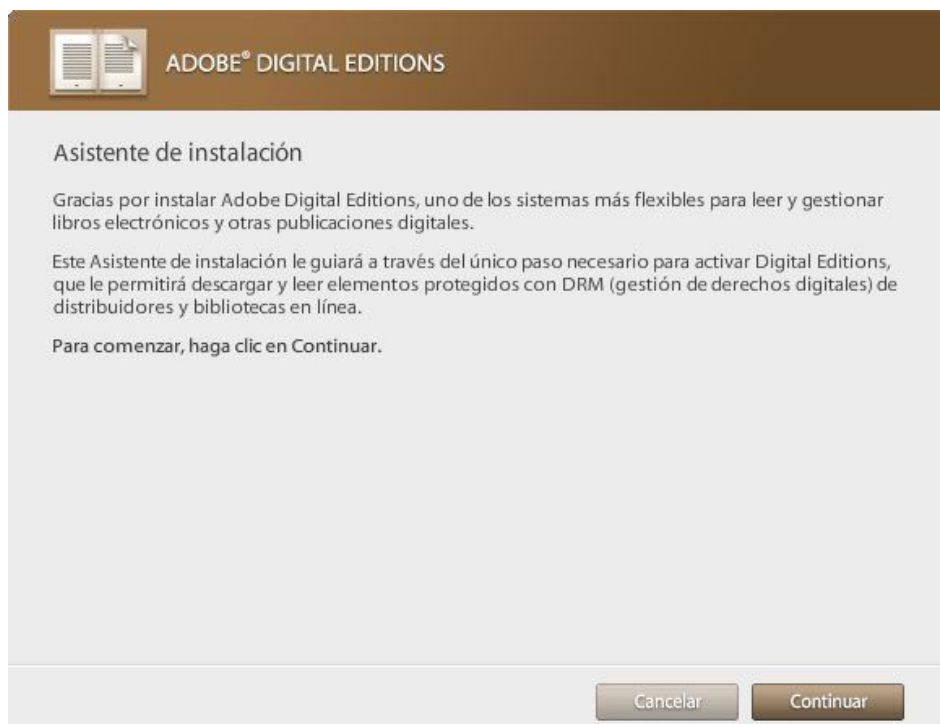 ADOBE® DIGITAL EDITIONS
Asistente de instalación
Gracias por instalar Adobe Digital Editions, uno de los sistemas más flexibles para leer y gestionar
libros electrónicos y otras publicaciones digitales.
Este Asistente de instalación le guiará a través del único paso necesario para activar Digital Editions,
que le permitirá descargar y leer elementos protegidos con DRM (gestión de derechos digitales) de
distribuidores y bibliotecas en línea.
Para comenzar, haga clic en Continuar.
Cancelar
Continuar